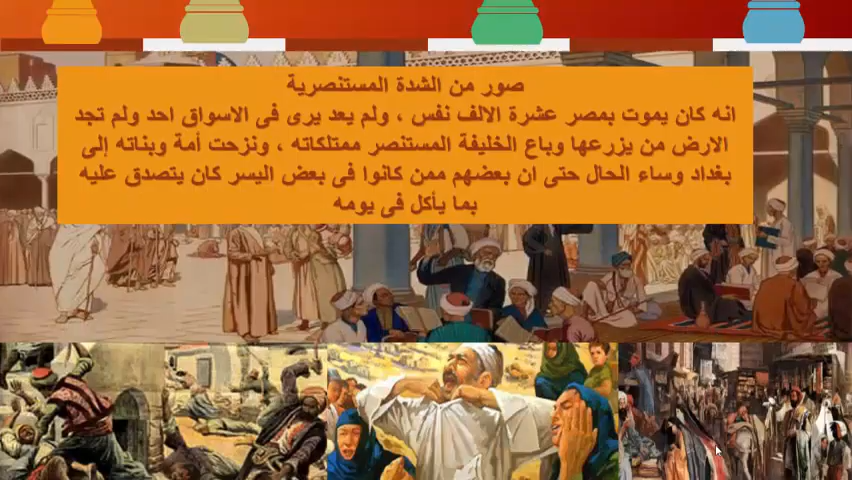 صور من الشدة المستنصرية
انه كان يموت بمصر عشرة الالف نفس ، ولم يعد يرى فى الاسواق احد ولم تجد
الارض من يزرعها وباع الخليفة المستنصر ممتلكاته ، ونزحت أمة وبناته إلى
بغداد وساء الحال حتى ان بعضهم ممن كانوا فى بعض اليسر كان يتصدق عليه
بما يأكل فى يومه